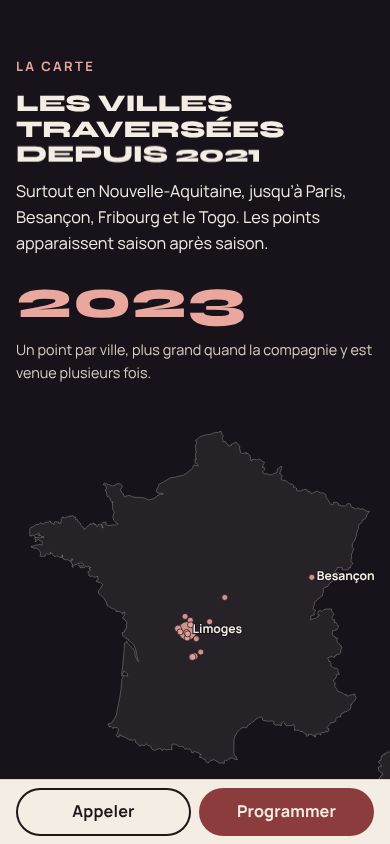 LA CARTE
LES VILLES
TRAVERSÉES
DEPUIS 2021
Surtout en Nouvelle-Aquitaine, jusqu'à Paris,
Besançon, Fribourg et le Togo. Les points
apparaissent saison après saison.
2023
Un point par ville, plus grand quand la compagnie y est
venue plusieurs fois.
Besançon
Limoges
Appeler
Programmer